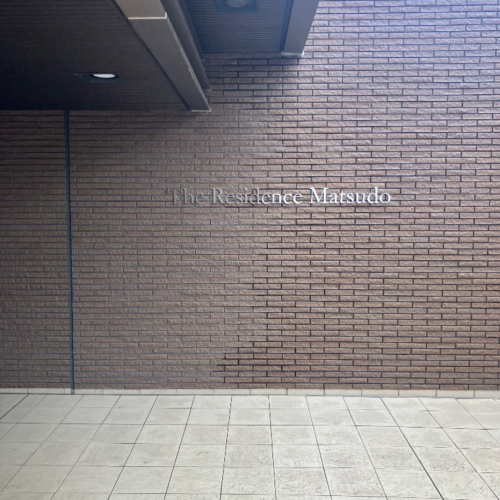 The Residence Matsudo